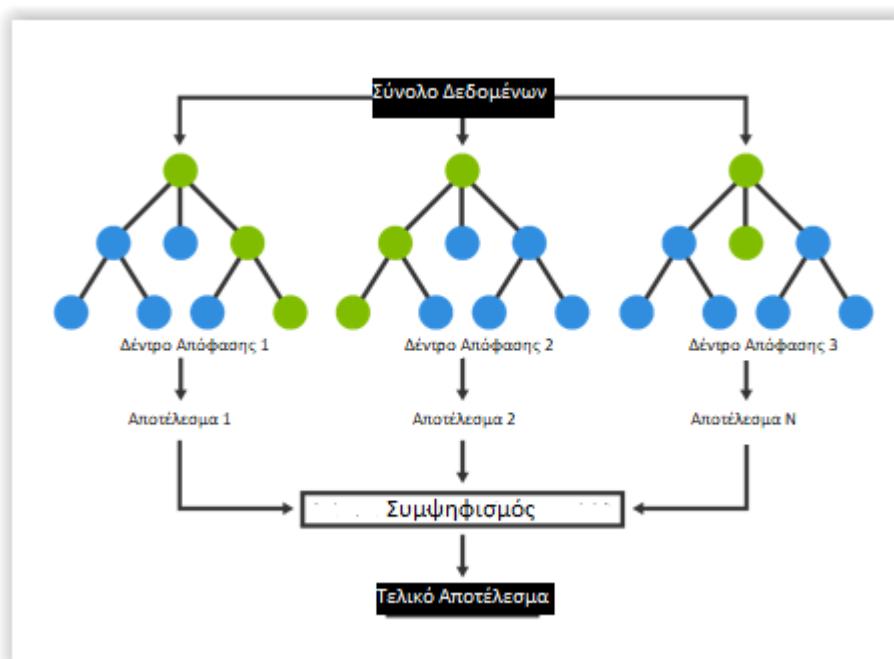 Σύνολο Δεδομένων
Δέντρο Απόφασης 1
Δέντρο Απόφασης 2
Δέντρο Απόφασης 3
Αποτέλεσμα 1
Αποτέλεσμα 2
Αποτέλεσμα N
Συμψηφισμός
Τελικό Αποτέλεσμα